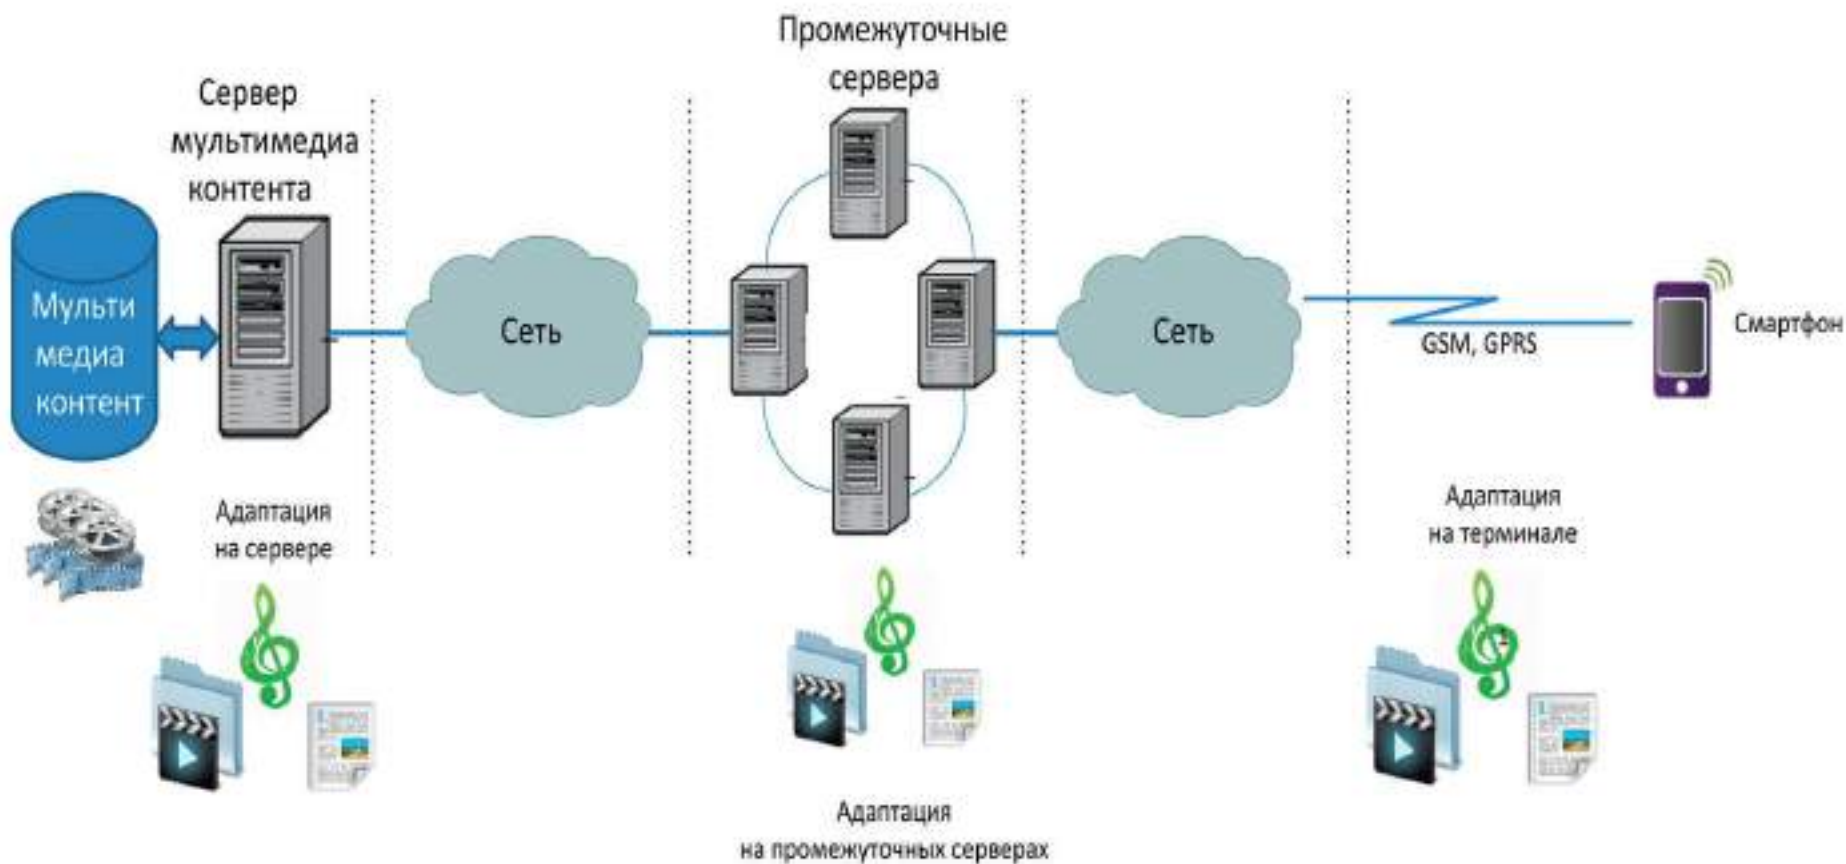 Промежуточные
сервера
Сервер
мультимедиа
контента
Мульти
медиа
контент
Сеть
Сеть
GSM, GPRS
Смартфон
Адаптация
на сервере
Адаптация
на терминале
Адаптация
на промежуточных серверах